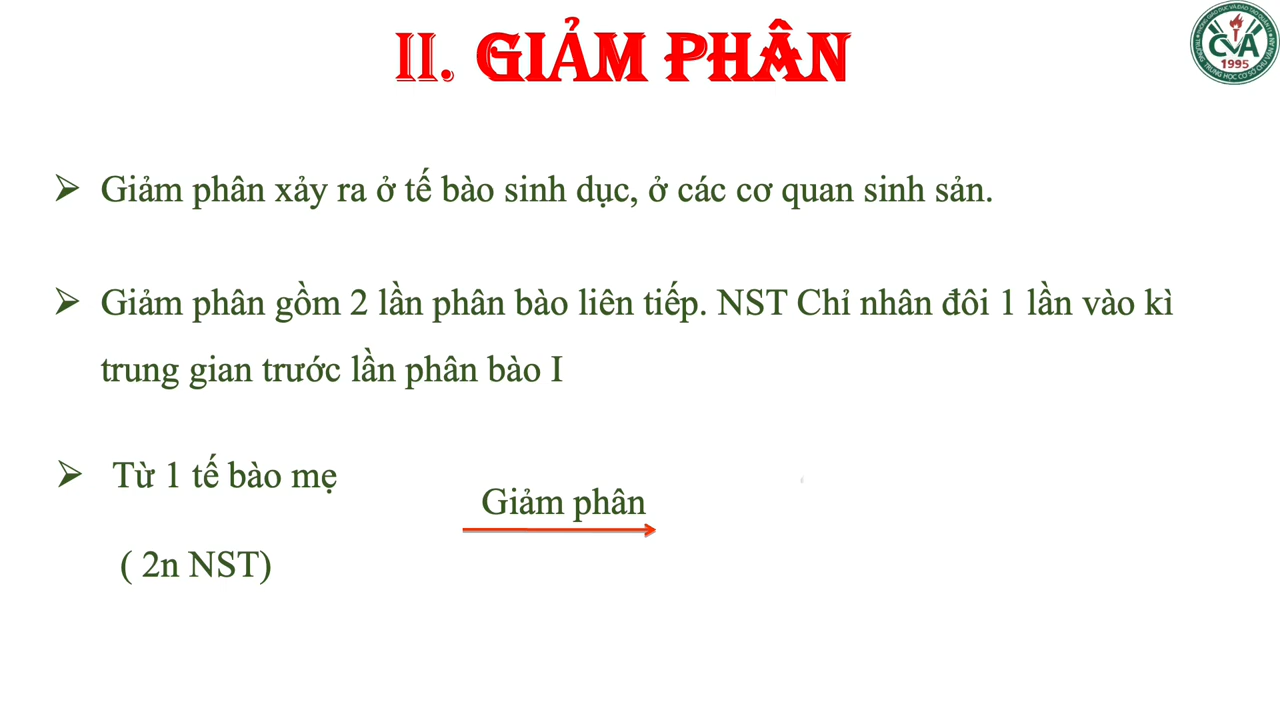 II. GIẢM PHÂN
CVA
1995
Giảm phân xảy ra ở tế bào sinh dục, ở các cơ quan sinh sản.
Giảm phân gồm 2 lần phân bào liên tiếp. NST Chỉ nhân đôi 1 lần vào kì
trung gian trước lần phân bào I
Từ 1 tế bào mẹ
Giảm phân
( 2n NST)